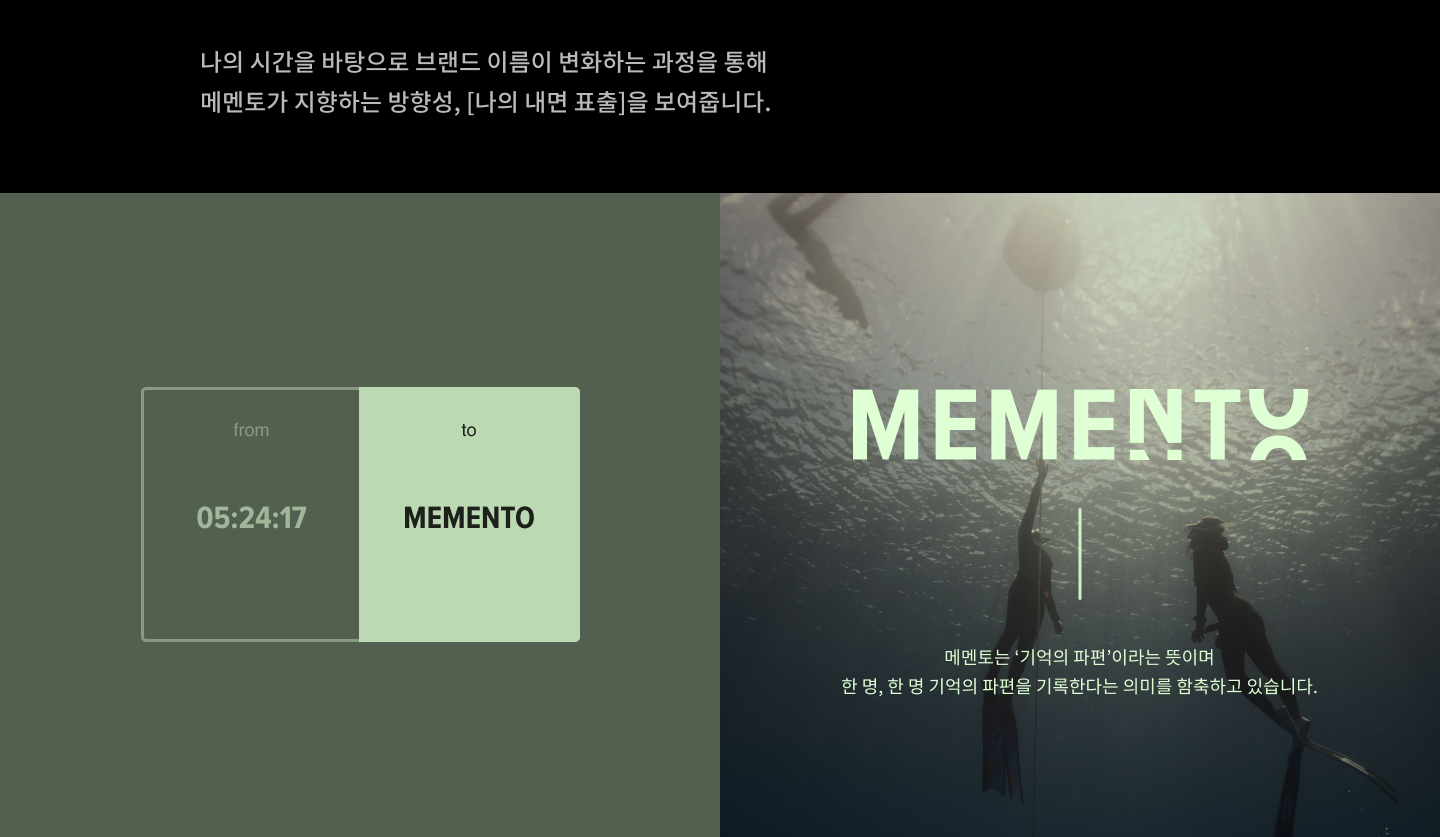 나의 시간을 바탕으로 브랜드 이름이 변화하는 과정을 통해
메멘토가 지향하는 방향성, [나의 내면 표출]을 보여줍니다.
from
to
05:24:17
MEMENTO
MEMENTO
메멘토는 ‘기억의 파편’이라는 뜻이며
한 명, 한 명 기억의 파편을 기록한다는 의미를 함축하고 있습니다.